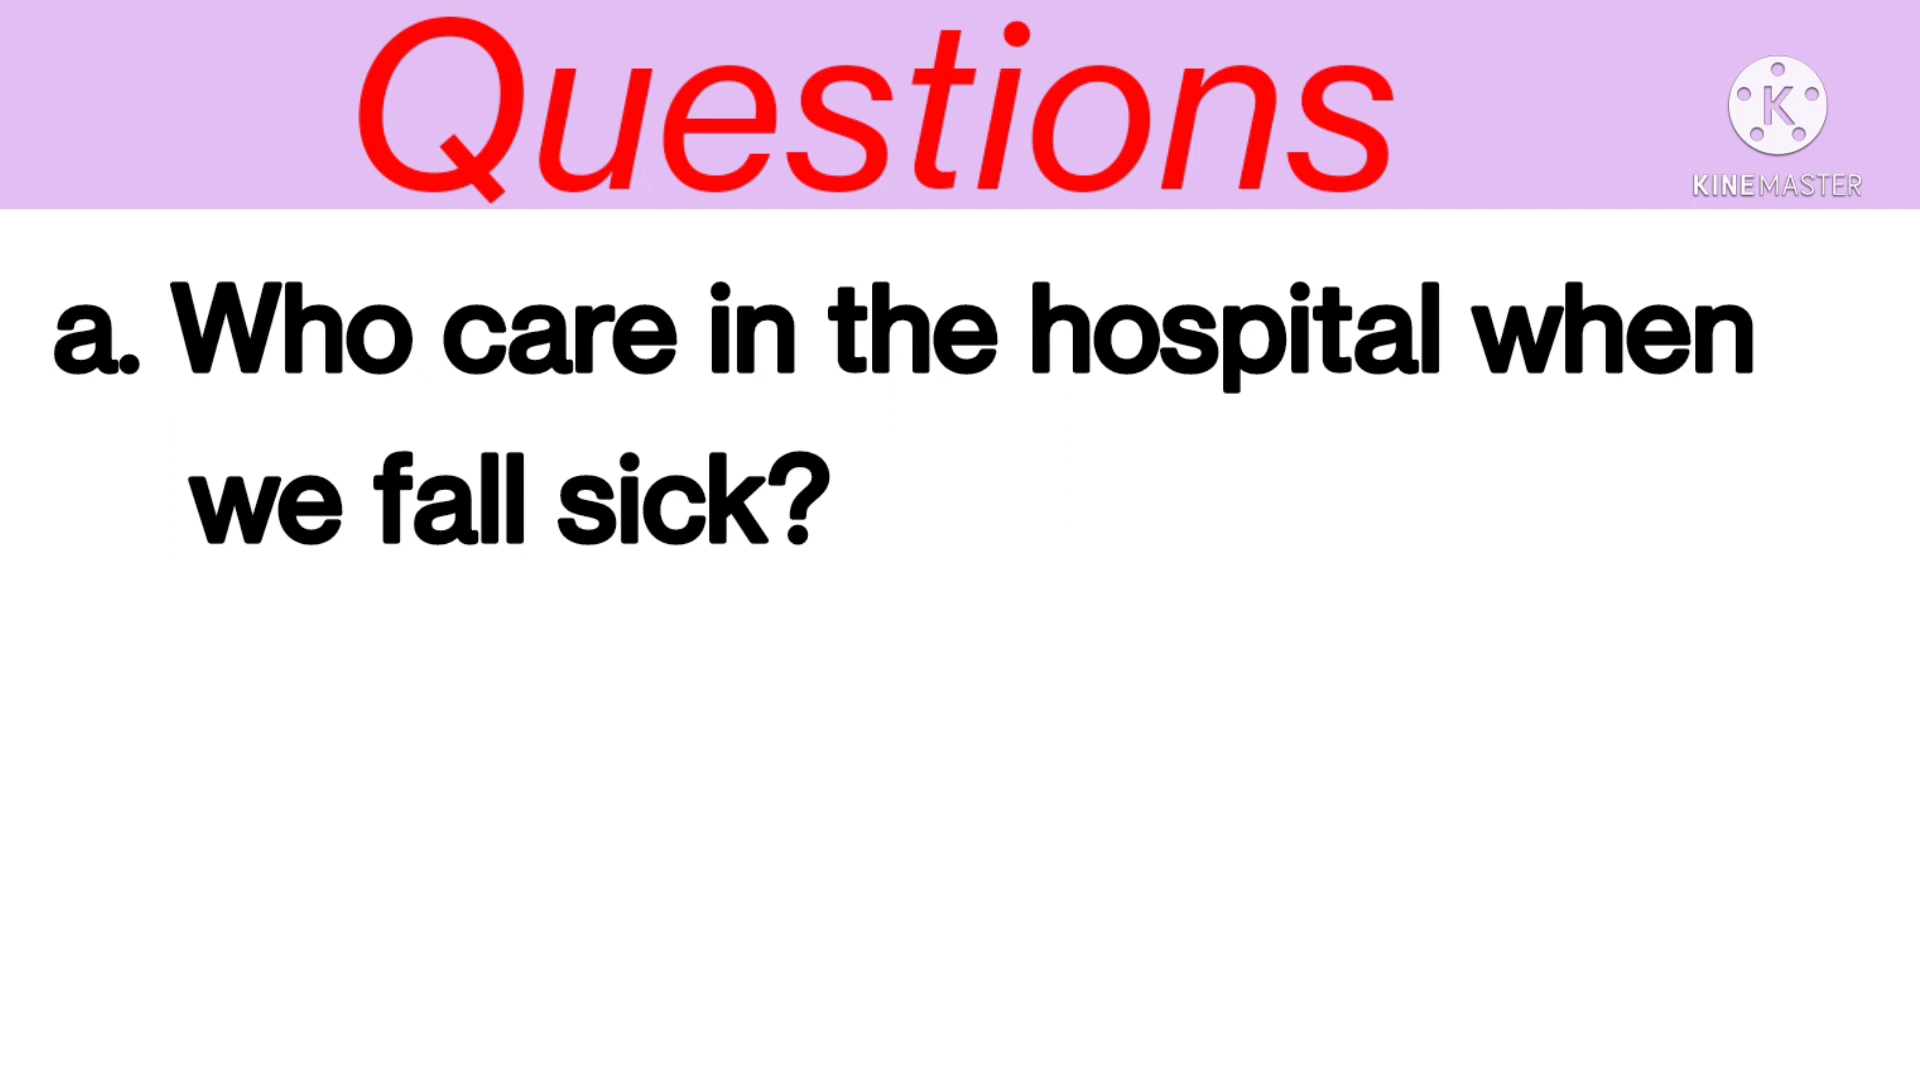 Questions
K
KINEMASTER
a. Who care in the hospital when
we fall sick?